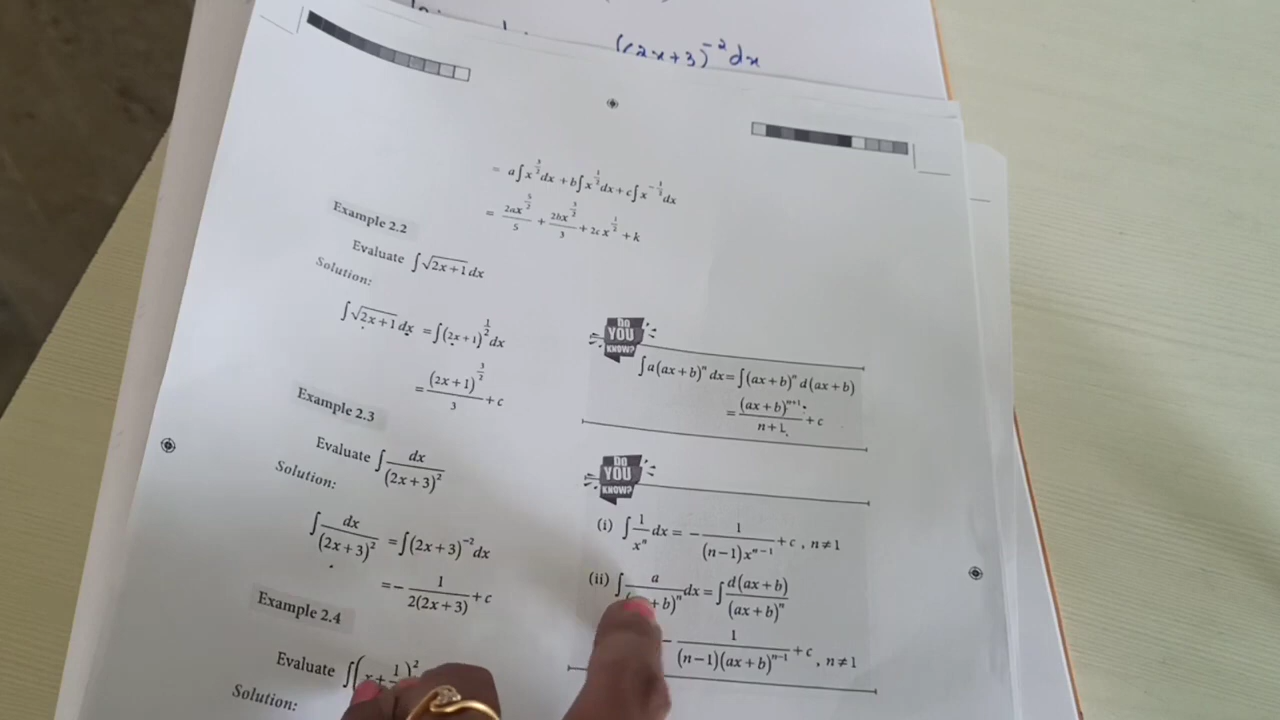 (2x+3)⁻² dx
= a∫x^(3/2) dx + b∫x^(1/2) dx + c∫x^(-1/2) dx
= 2ax^(5/2)/5 + 2bx^(3/2)/3 + 2cx^(1/2) + k
Example 2.2
Evaluate ∫√(2x+1) dx
Solution:
∫√(2x+1) dx = ∫(2x+1)^(1/2) dx
= (2x+1)^(3/2)/3 + c
Example 2.3
Evaluate ∫ dx/(2x+3)²
Solution:
∫ dx/(2x+3)² = ∫(2x+3)⁻² dx
= - 1/(2(2x+3)) + c
Example 2.4
Evaluate ∫(x+1
)²
Solution:
DO
YOU
KNOW?
∫a(ax+b)ⁿ dx = ∫(ax+b)ⁿ d(ax+b)
= (ax+b)ⁿ⁺¹/(n+1) + c
DO
YOU
KNOW?
(i) ∫ 1/xⁿ dx = - 1/((n-1)xⁿ⁻¹) + c , n≠1
(ii) ∫ a/( +b)ⁿ dx = ∫ d(ax+b)/(ax+b)ⁿ
- 1/((n-1)(ax+b)ⁿ⁻¹) + c , n≠1